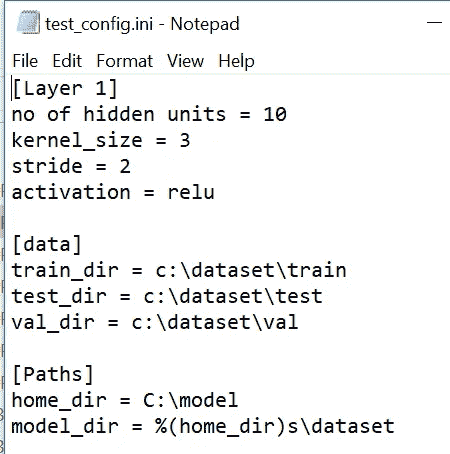 test_config.ini - Notepad
File Edit Format View Help
[Layer 1]
no of hidden units = 10
kernel_size = 3
stride = 2
activation = relu
[data]
train_dir = c:\dataset\train
test_dir = c:\dataset\test
val_dir = c:\dataset\val
[Paths]
home_dir = C:\model
model_dir = %(home_dir)s\dataset